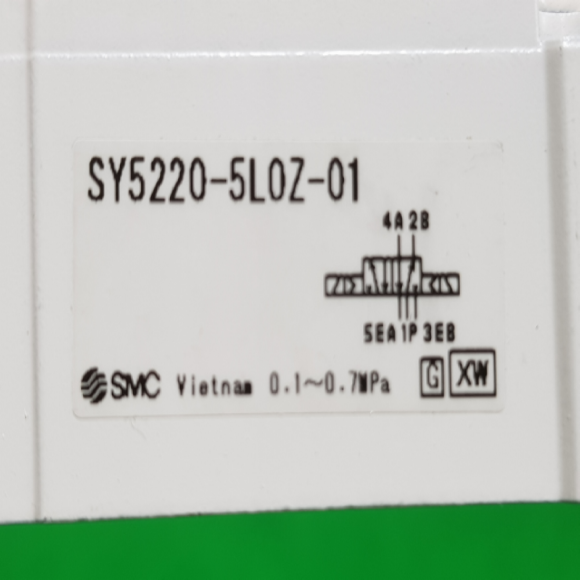 SY5220-5LOZ-01
4A 2B
5EA 1P 3EB
SMC Vietnam 0.1~0.7MPa G XW